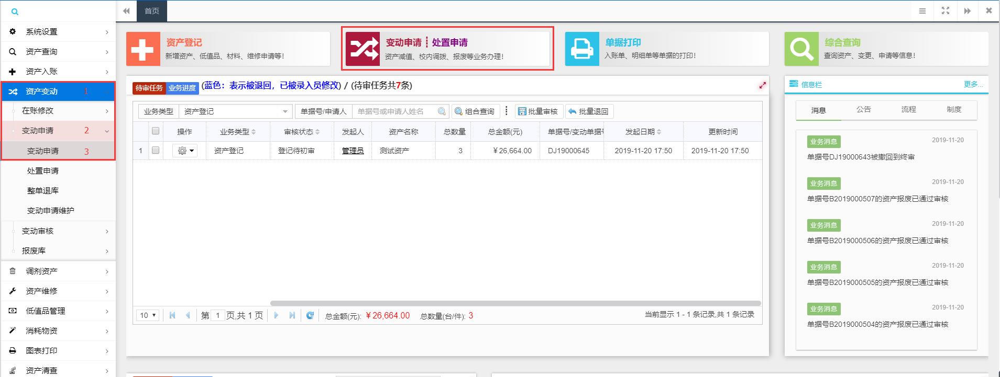 首页
系统设置
资产查询
资产入账
资产变动 1
在账修改
变动申请 2
变动申请 3
处置申请
整单退库
变动申请维护
变动审核
报废库
调剂资产
资产维修
低值品管理
消耗物资
图表打印
资产清查
资产登记
新增资产、低值品、材料、维修申请等!
变动申请 ┆ 处置申请
资产减值、校内调拨、报废等业务办理!
单据打印
入账单、明细单等单据的打印!
综合查询
查询资产、变更、申请等信息!
待审任务 业务进度 (蓝色：表示被退回，已被录入员修改) / (待审任务共7条)
业务类型 资产登记 单据号/申请人 单据号或申请人姓名 组合查询 批量审核 批量退回
操作 业务类型 审核状态 发起人 资产名称 总数量 总金额(元) 单据号/变动单据号 发起日期 更新时间
1 资产登记 登记待初审 管理员 测试资产 3 ￥26,664.00 DJ19000645 2019-11-20 17:50 2019-11-20 17:50
10 第 1 页,共 1 页 总金额(元): ￥26,664.00 总数量(台/件): 3 当前显示 1 - 1 条记录,共 1 条记录
信息栏 更多...
消息 公告 流程 制度
业务消息 2019-11-20
单据号DJ19000643被撤回到终审
业务消息 2019-11-20
单据号B2019000507的资产报废已通过审核
业务消息 2019-11-20
单据号B2019000506的资产报废已通过审核
业务消息 2019-11-20
单据号B2019000505的资产报废已通过审核
业务消息 2019-11-20
单据号B2019000504的资产报废已通过审核